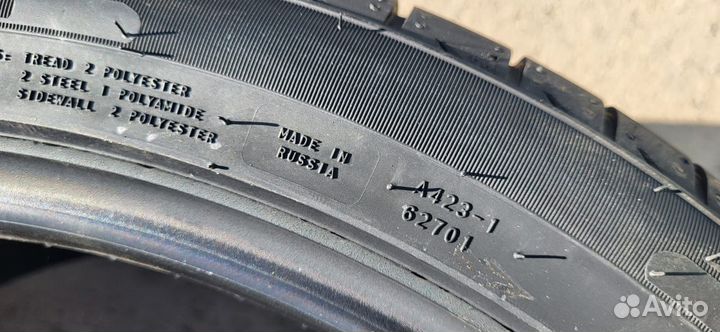 S: TREAD 2 POLYESTER
2 STEEL 1 POLYAMIDE
SIDEWALL 2 POLYESTER
MADE IN
RUSSIA
A423-1
62701
Avito